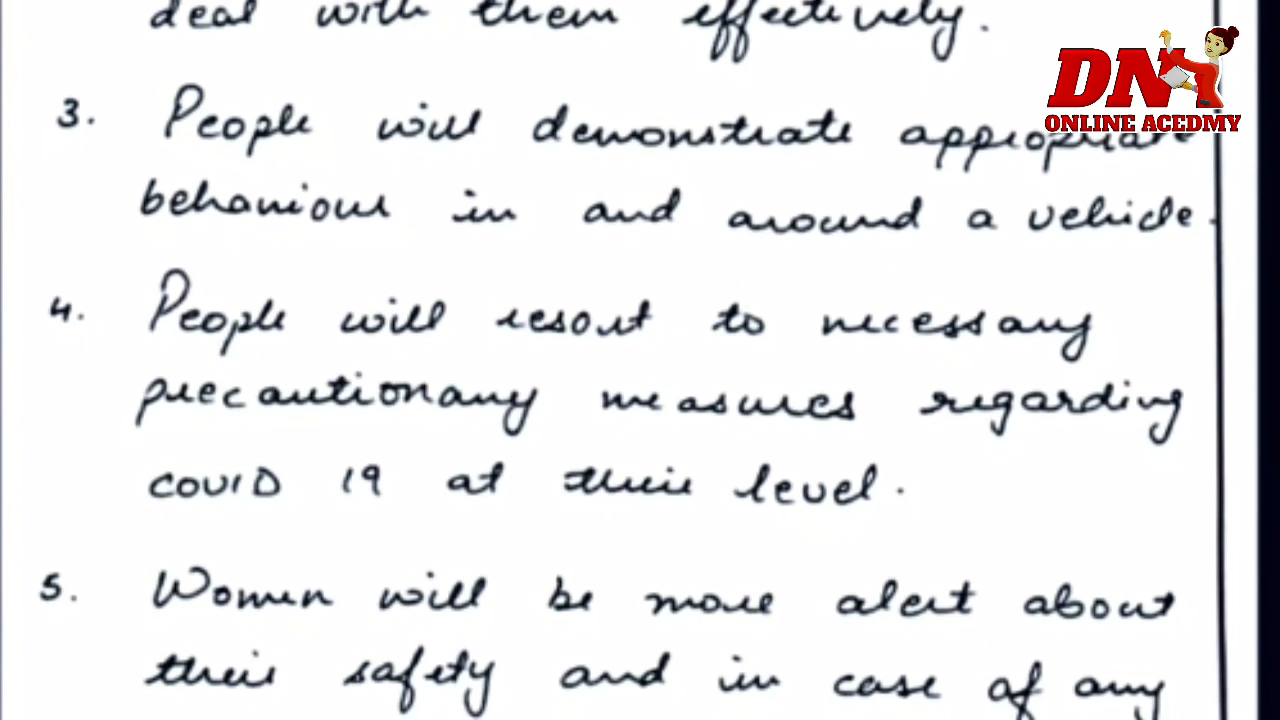 deal with them effectively.
DNY
ONLINE ACEDMY
3. People will demonstrate appropriate
behaviour in and around a vehicle.
4. People will resort to necessary
precautionary measures regarding
COVID 19 at their level.
5. Women will be more alert about
their safety and in case of any